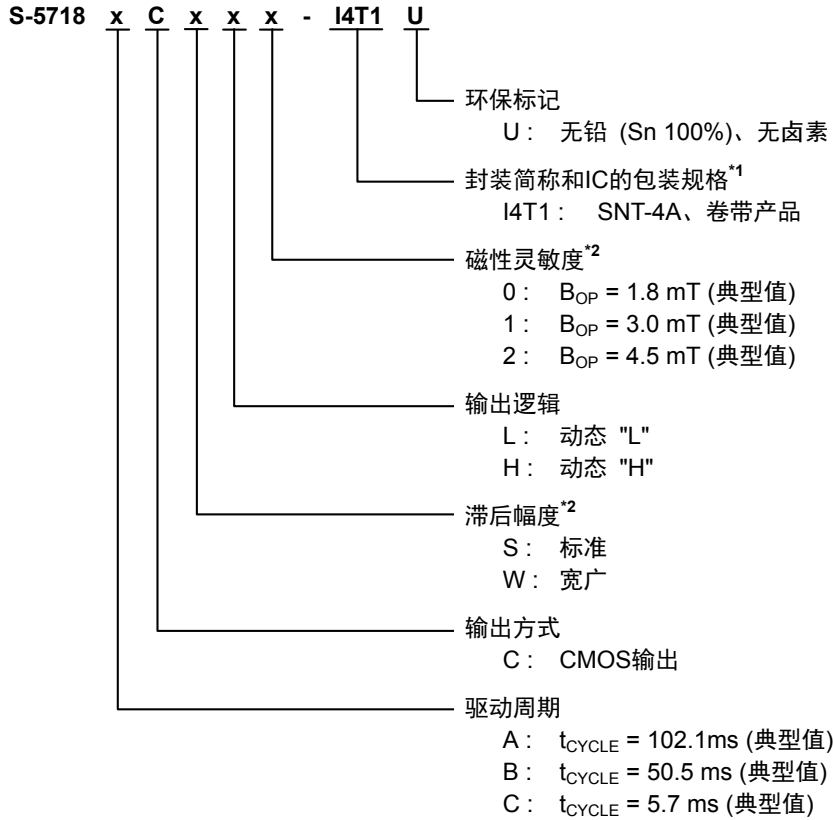 S-5718 x C x x x - I4T1 U
环保标记
U : 无铅 (Sn 100%)、无卤素
封装简称和IC的包装规格*1
I4T1 : SNT-4A、卷带产品
磁性灵敏度*2
0 : BOP = 1.8 mT (典型值)
1 : BOP = 3.0 mT (典型值)
2 : BOP = 4.5 mT (典型值)
输出逻辑
L : 动态 "L"
H : 动态 "H"
滞后幅度*2
S : 标准
W : 宽广
输出方式
C : CMOS输出
驱动周期
A : tCYCLE = 102.1ms (典型值)
B : tCYCLE = 50.5 ms (典型值)
C : tCYCLE = 5.7 ms (典型值)